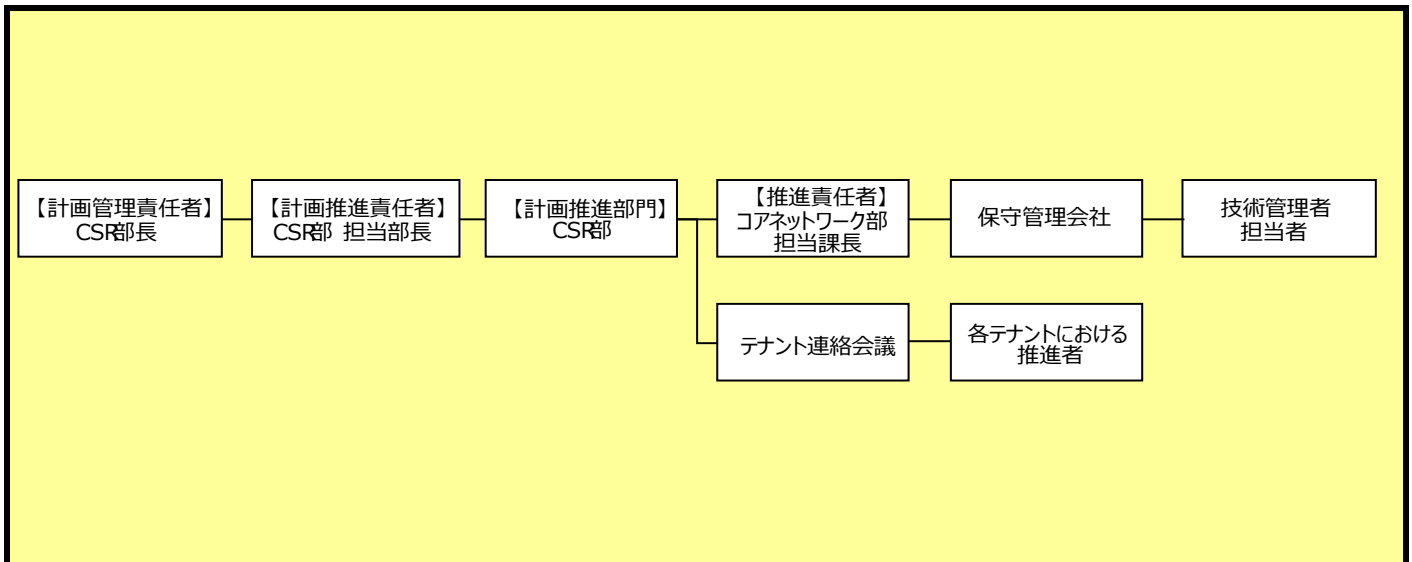 【計画管理責任者】
CSR部長
【計画推進責任者】
CSR部 担当部長
【計画推進部門】
CSR部
【推進責任者】
コアネットワーク部
担当課長
保守管理会社
技術管理者
担当者
テナント連絡会議
各テナントにおける
推進者